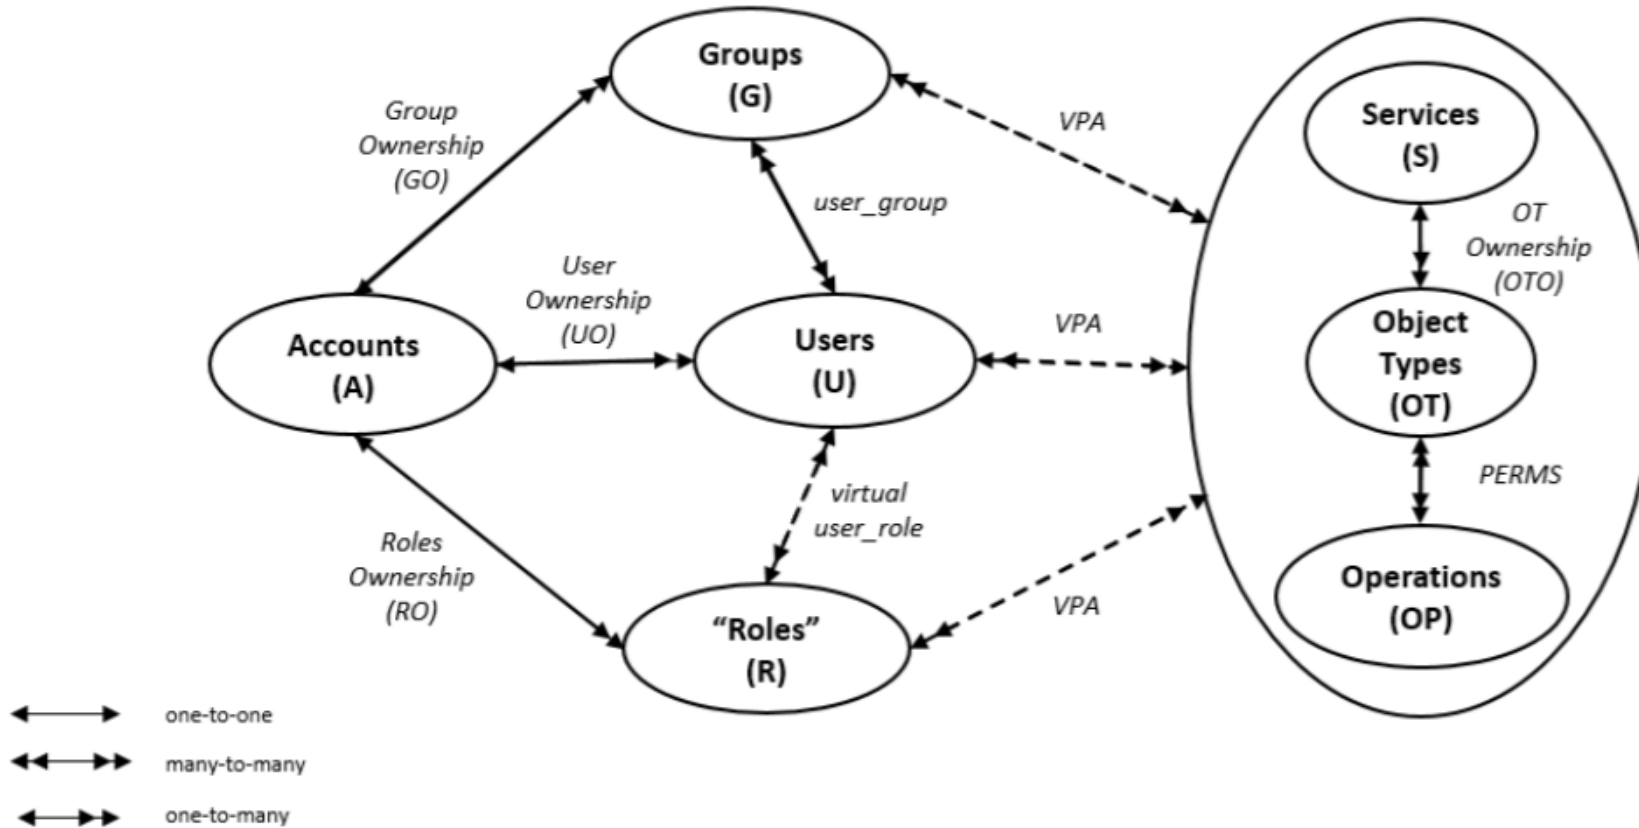 Groups
(G)
Group
Ownership
(GO)
VPA
Services
(S)
user_group
OT
Ownership
(OTO)
User
Ownership
(UO)
Accounts
(A)
Users
(U)
VPA
Object
Types
(OT)
virtual
user_role
PERMS
Roles
Ownership
(RO)
VPA
Operations
(OP)
“Roles”
(R)
one-to-one
many-to-many
one-to-many